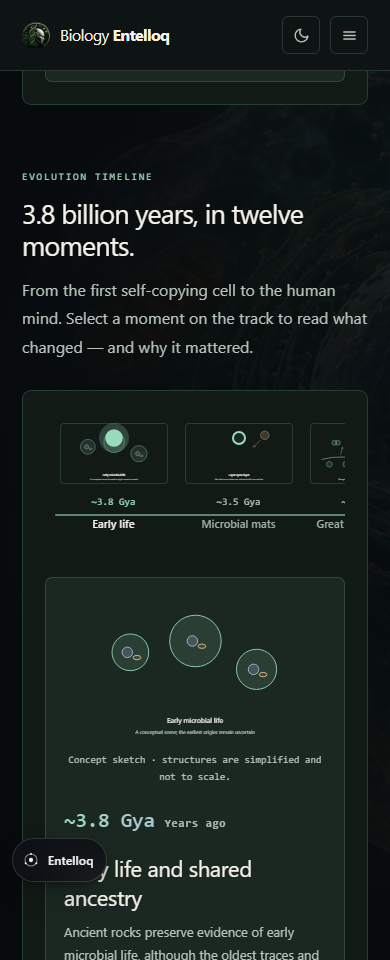 Biology Entelloq
EVOLUTION TIMELINE
3.8 billion years, in twelve
moments.
From the first self-copying cell to the human
mind. Select a moment on the track to read what
changed — and why it mattered.
~3.8 Gya
~3.5 Gya
~
Early life
Microbial mats
Great
Early microbial life
A conceptual scene; the earliest origins remain uncertain
Concept sketch · structures are simplified and
not to scale.
~3.8 Gya Years ago
Entelloq
y life and shared
ancestry
Ancient rocks preserve evidence of early
microbial life, although the oldest traces and